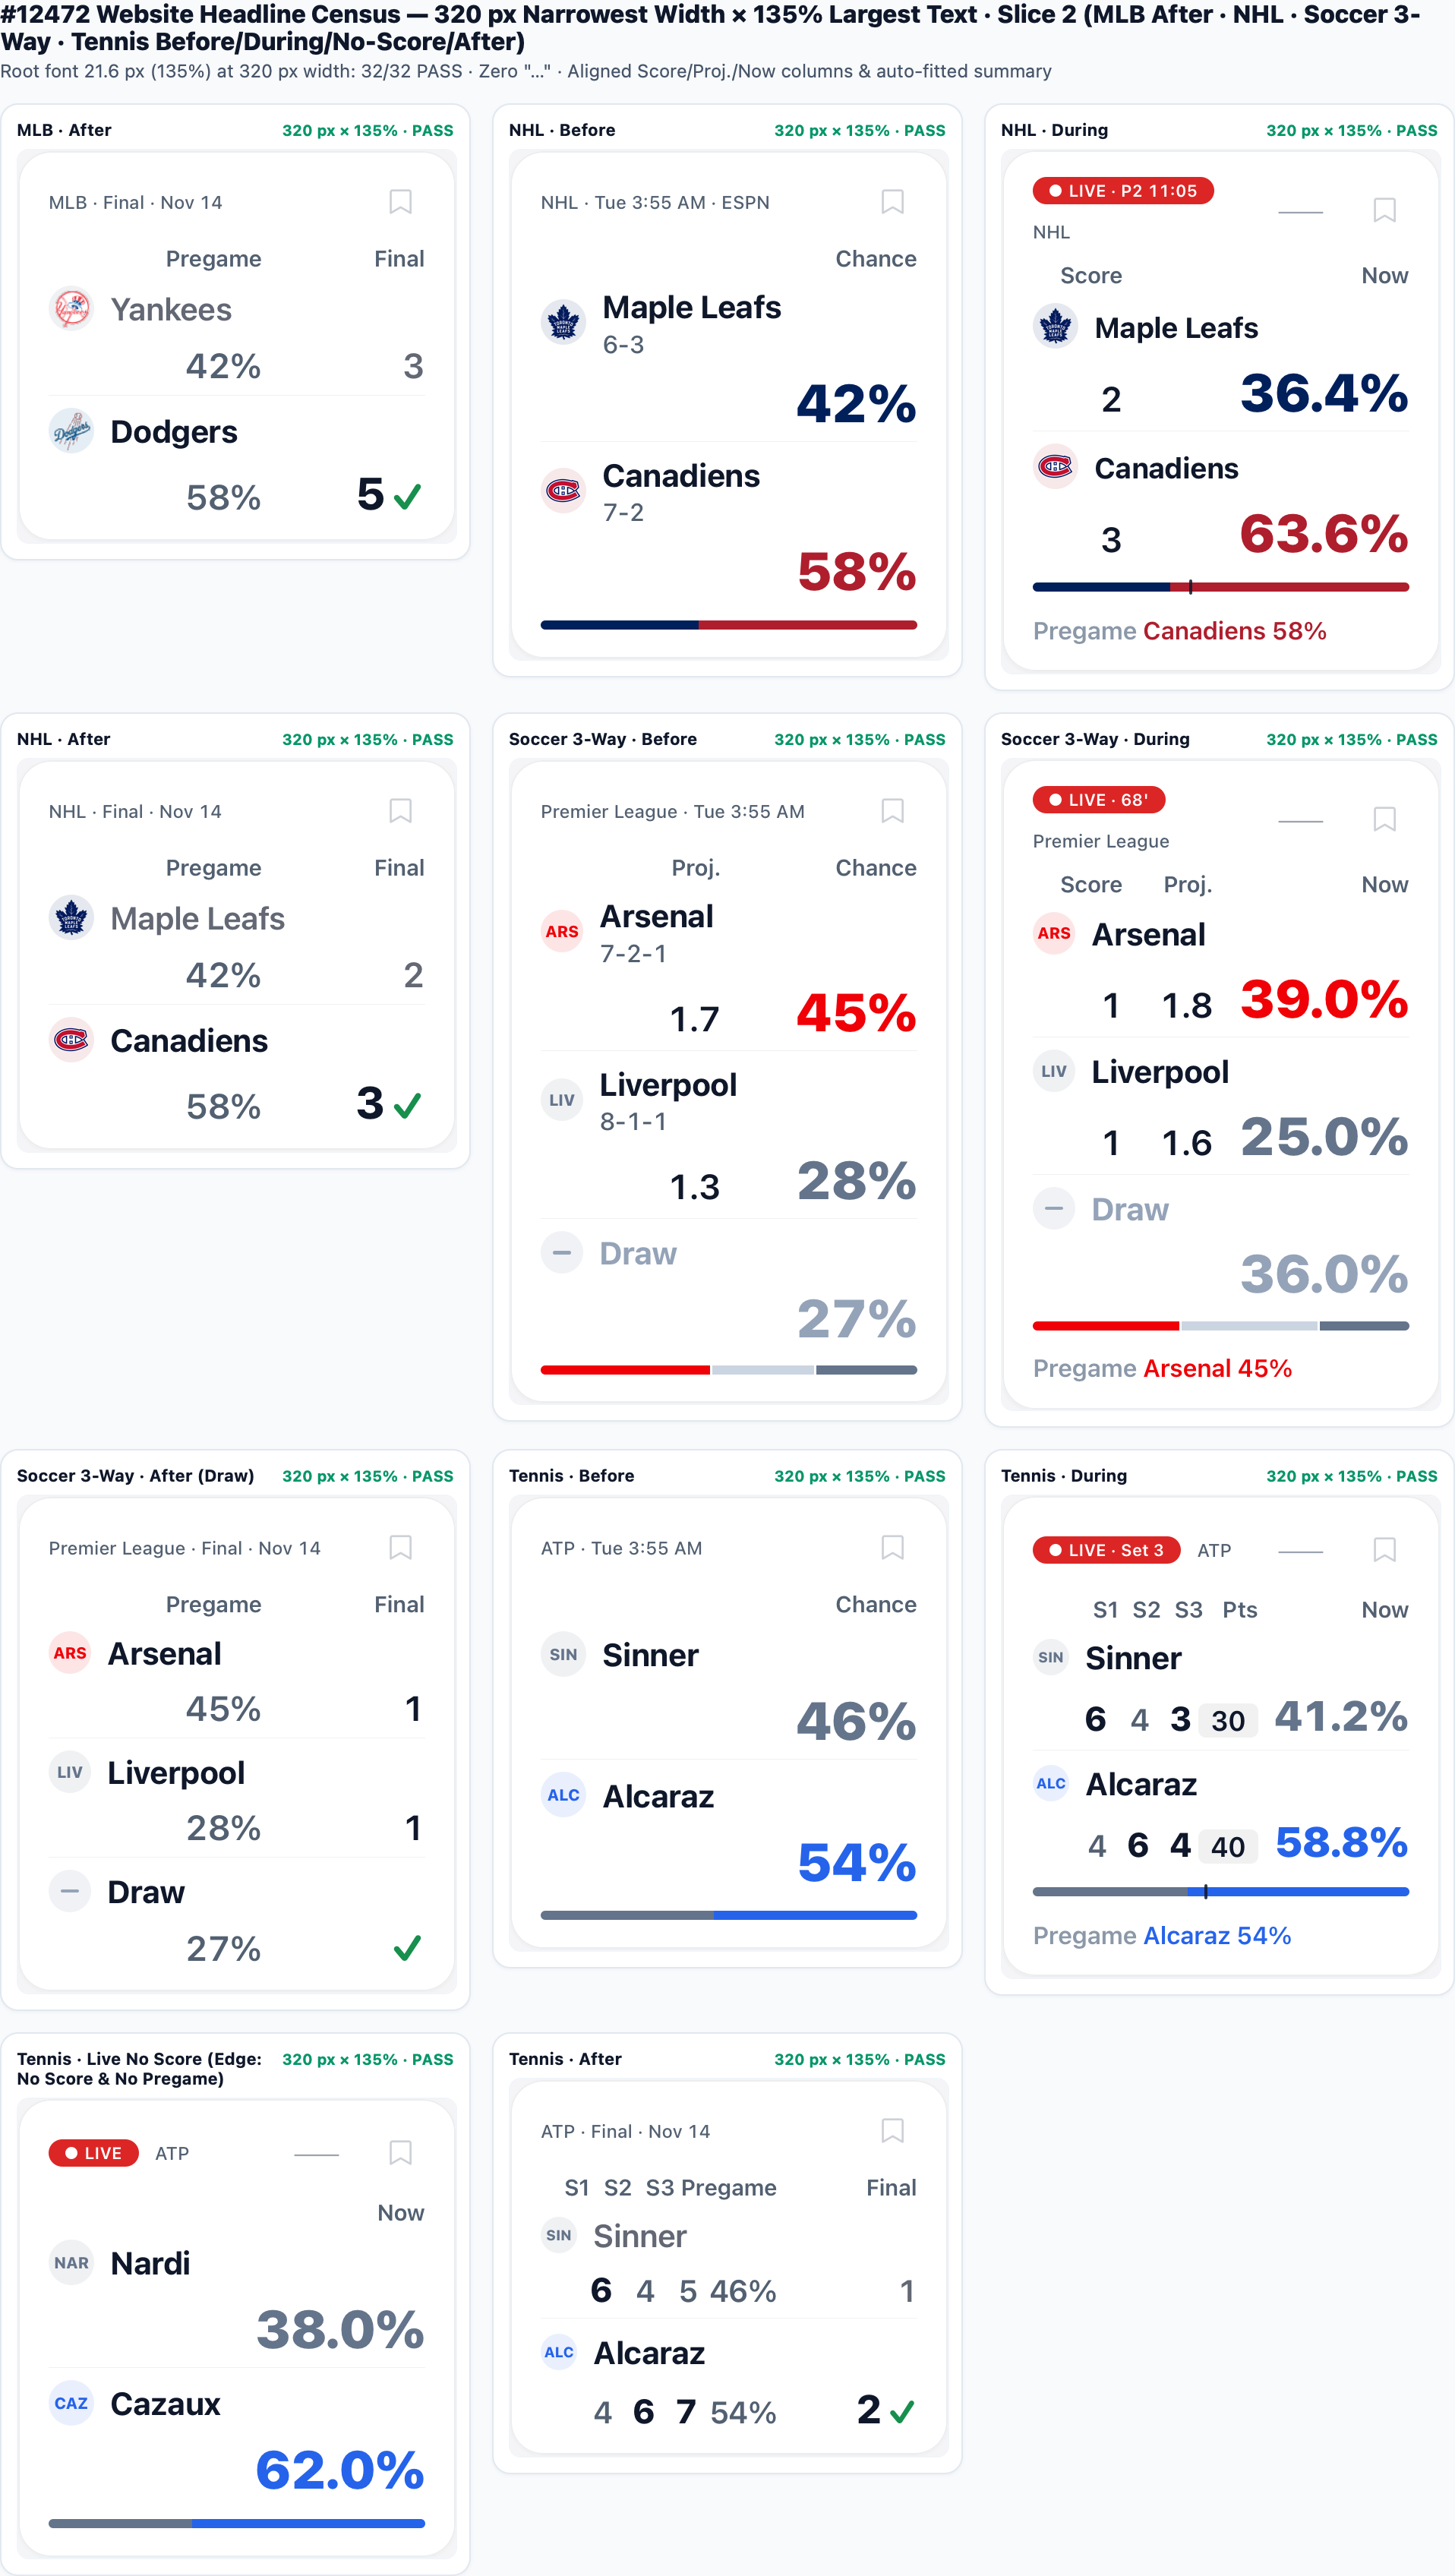 #12472 Website Headline Census — 320 px Narrowest Width × 135% Largest Text · Slice 2 (MLB After · NHL · Soccer 3-
Way · Tennis Before/During/No-Score/After)
Root font 21.6 px (135%) at 320 px width: 32/32 PASS · Zero "..." · Aligned Score/Proj./Now columns & auto-fitted summary
MLB · After 320 px × 135% · PASS
MLB · Final · Nov 14
Pregame Final
Yankees
42% 3
Dodgers
58% 5
NHL · Before 320 px × 135% · PASS
NHL · Tue 3:55 AM · ESPN
Chance
Maple Leafs
6-3
42%
Canadiens
7-2
58%
NHL · During 320 px × 135% · PASS
LIVE · P2 11:05
NHL
Score Now
Maple Leafs
2 36.4%
Canadiens
3 63.6%
Pregame Canadiens 58%
NHL · After 320 px × 135% · PASS
NHL · Final · Nov 14
Pregame Final
Maple Leafs
42% 2
Canadiens
58% 3
Soccer 3-Way · Before 320 px × 135% · PASS
Premier League · Tue 3:55 AM
Proj. Chance
ARS Arsenal
7-2-1
1.7 45%
LIV Liverpool
8-1-1
1.3 28%
Draw
27%
Soccer 3-Way · During 320 px × 135% · PASS
LIVE · 68'
Premier League
Score Proj. Now
ARS Arsenal
1 1.8 39.0%
LIV Liverpool
1 1.6 25.0%
Draw
36.0%
Pregame Arsenal 45%
Soccer 3-Way · After (Draw) 320 px × 135% · PASS
Premier League · Final · Nov 14
Pregame Final
ARS Arsenal
45% 1
LIV Liverpool
28% 1
Draw
27%
Tennis · Before 320 px × 135% · PASS
ATP · Tue 3:55 AM
Chance
SIN Sinner
46%
ALC Alcaraz
54%
Tennis · During 320 px × 135% · PASS
LIVE · Set 3 ATP
S1 S2 S3 Pts Now
SIN Sinner
6 4 3 30 41.2%
ALC Alcaraz
4 6 4 40 58.8%
Pregame Alcaraz 54%
Tennis · Live No Score (Edge: 320 px × 135% · PASS
No Score & No Pregame)
LIVE ATP
Now
NAR Nardi
38.0%
CAZ Cazaux
62.0%
Tennis · After 320 px × 135% · PASS
ATP · Final · Nov 14
S1 S2 S3 Pregame Final
SIN Sinner
6 4 5 46% 1
ALC Alcaraz
4 6 7 54% 2